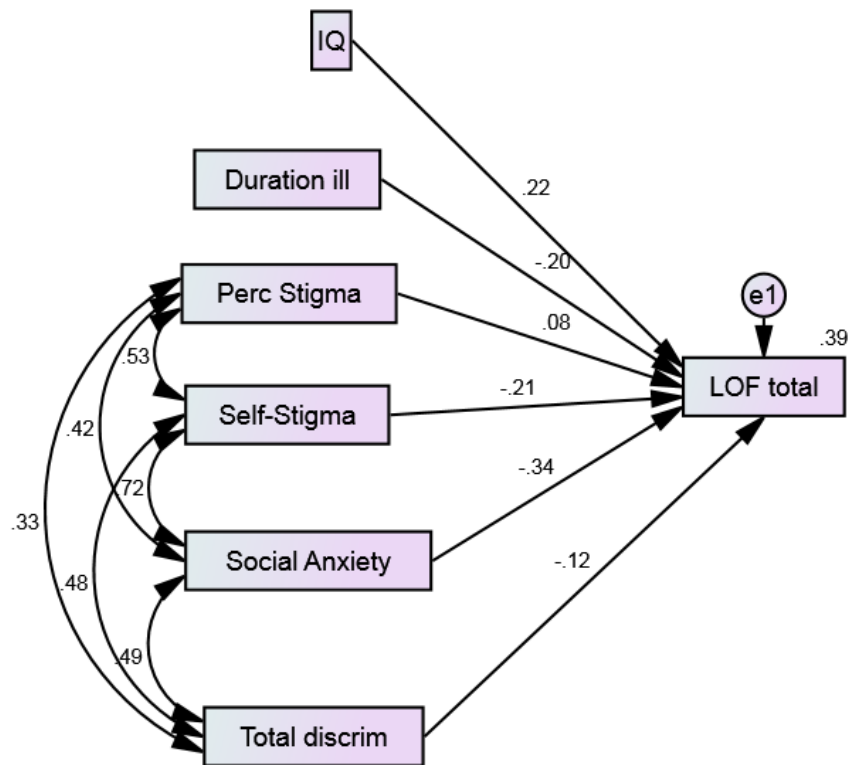 IQ
.22
Duration ill
-.20
e1
Perc Stigma
.08
.39
.53
LOF total
Self-Stigma
-.21
.42
-.34
.72
.33
Social Anxiety
-.12
.48
.49
Total discrim